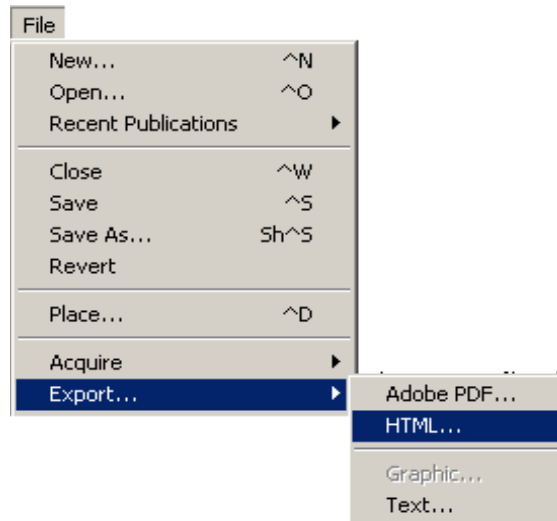 File
New... ^N
Open... ^O
Recent Publications
Close ^W
Save ^S
Save As... Sh^S
Revert
Place... ^D
Acquire
Export...
Adobe PDF...
HTML...
Graphic...
Text...